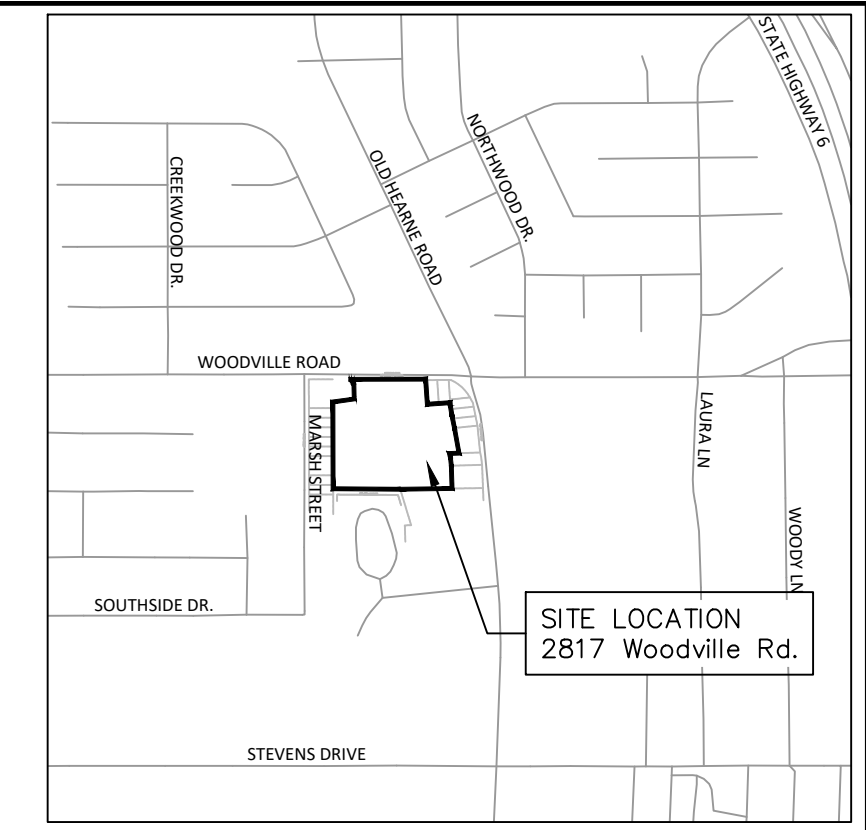 STATE HIGHWAY 6
NORTHWOOD DR.
OLD HEARNE ROAD
CREEKWOOD DR.
WOODVILLE ROAD
MARSH STREET
LAURA LN
WOODY LN
SOUTHSIDE DR.
SITE LOCATION
2817 Woodville Rd.
STEVENS DRIVE